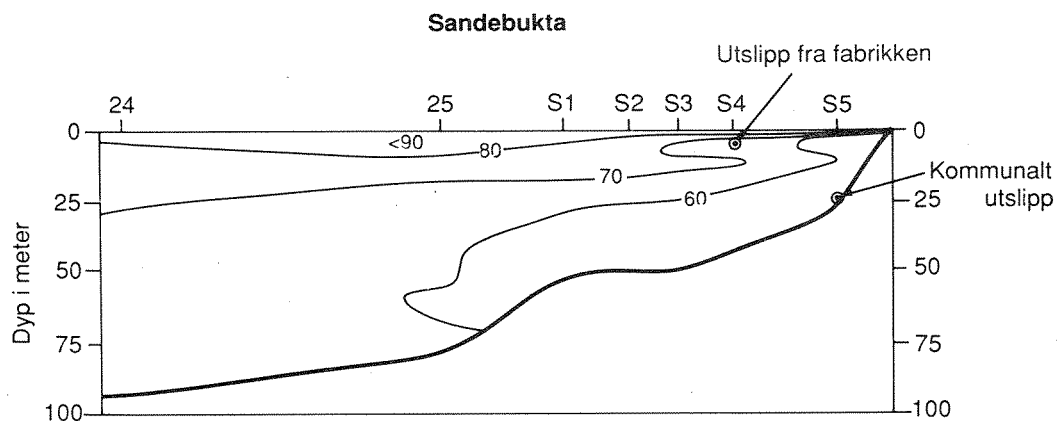 Sandebukta
Utslipp fra fabrikken
24 25 S1 S2 S3 S4 S5
0 0
<90 80
70
60
Kommunalt
utslipp
25 25
50 50
75 75
100 100
Dyp i meter